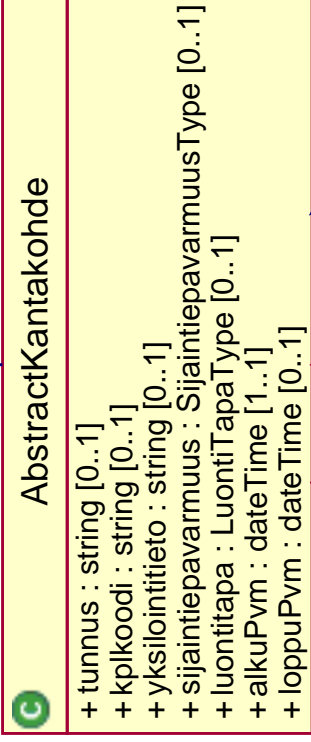 C AbstractKantakohde
+ tunnus : string [0..1]
+ kplkoodi : string [0..1]
+ yksilointitieto : string [0..1]
+ sijaintiepavarmuus : SijaintiepavarmuusType [0..1]
+ luontitapa : LuontiTapaType [0..1]
+ alkuPvm : dateTime [1..1]
+ loppuPvm : dateTime [0..1]